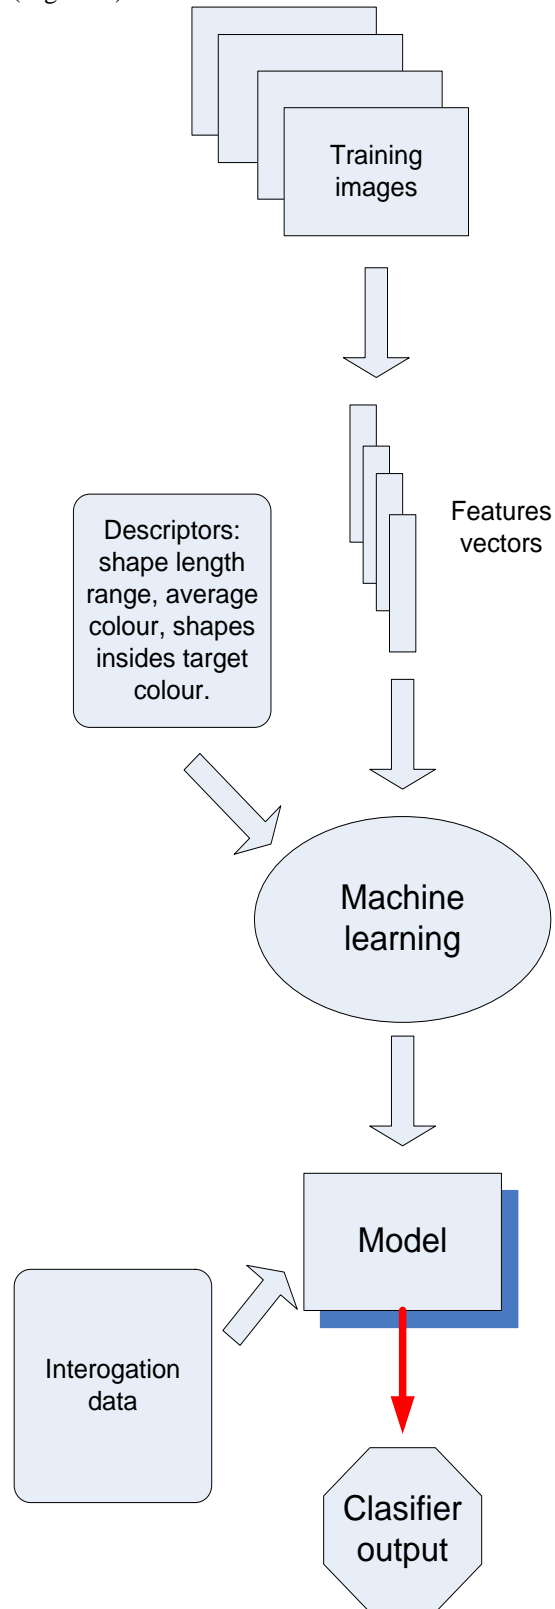 Training
images
Features
vectors
Descriptors:
shape length
range, average
colour, shapes
insides target
colour.
Machine
learning
Model
Interogation
data
Clasifier
output